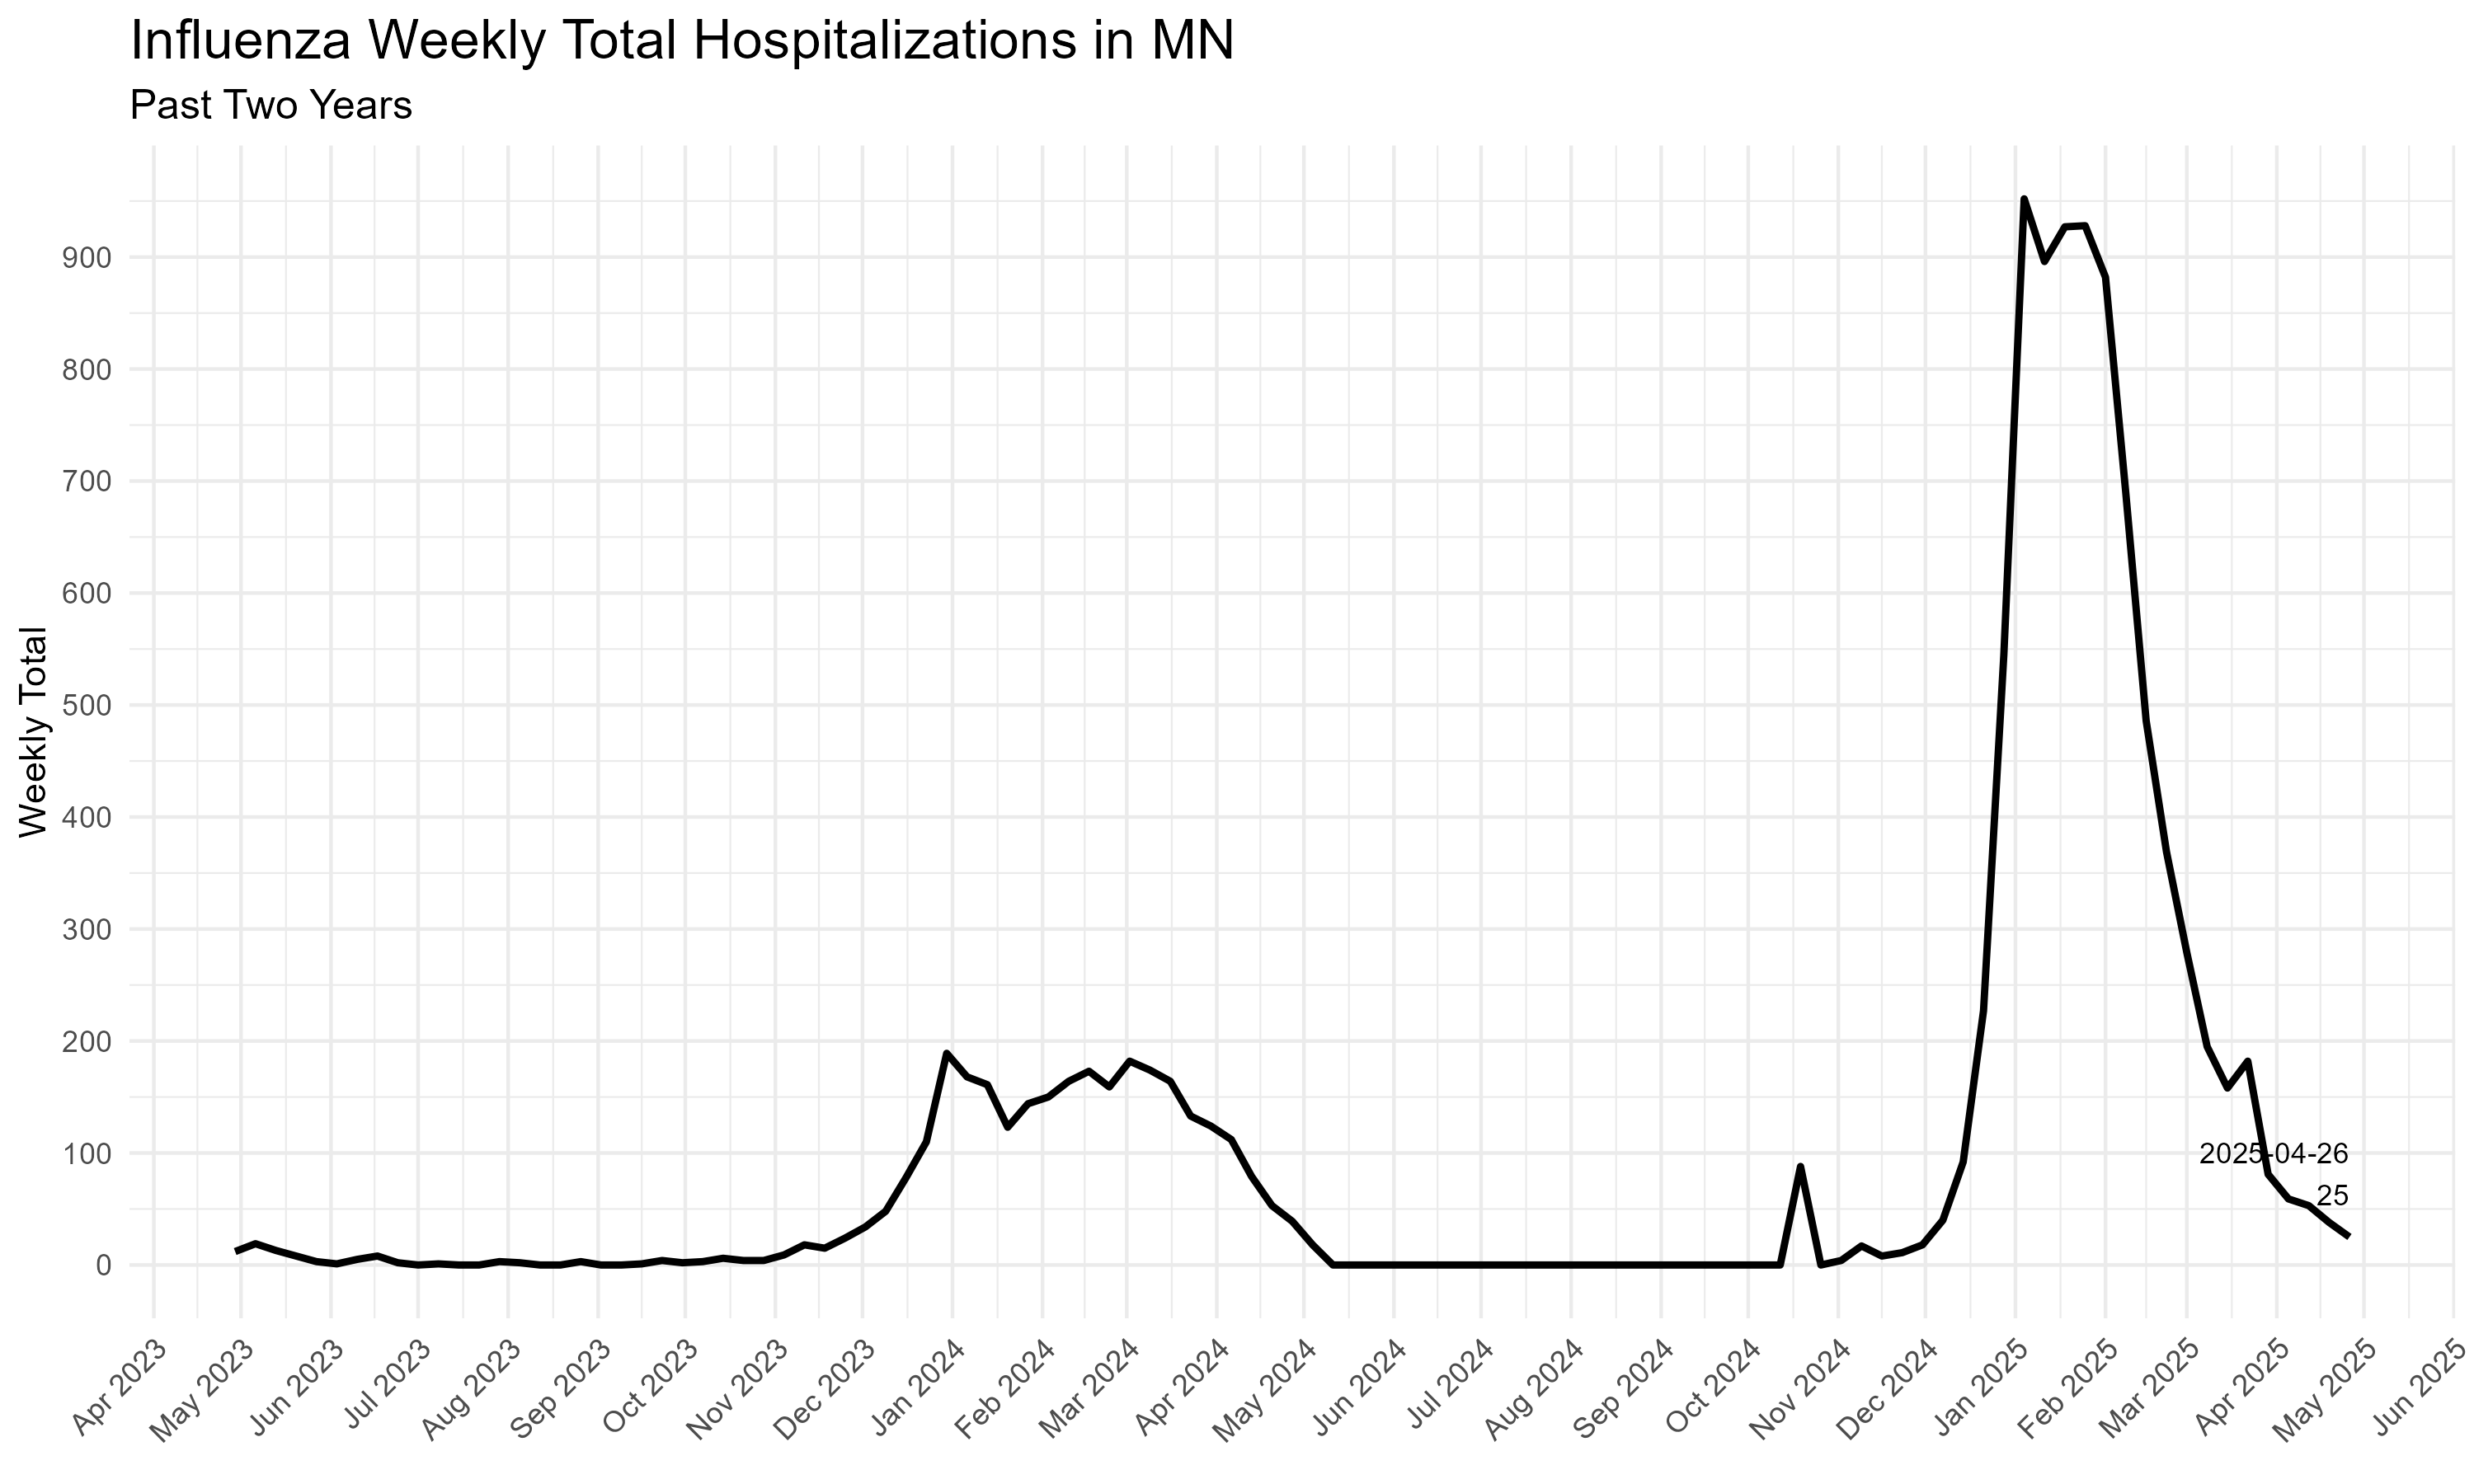 Influenza Weekly Total Hospitalizations in MN
Past Two Years
Weekly Total
900
800
700
600
500
400
300
200
100
0
2025-04-26
25
Apr 2023
May 2023
Jun 2023
Jul 2023
Aug 2023
Sep 2023
Oct 2023
Nov 2023
Dec 2023
Jan 2024
Feb 2024
Mar 2024
Apr 2024
May 2024
Jun 2024
Jul 2024
Aug 2024
Sep 2024
Oct 2024
Nov 2024
Dec 2024
Jan 2025
Feb 2025
Mar 2025
Apr 2025
May 2025
Jun 2025